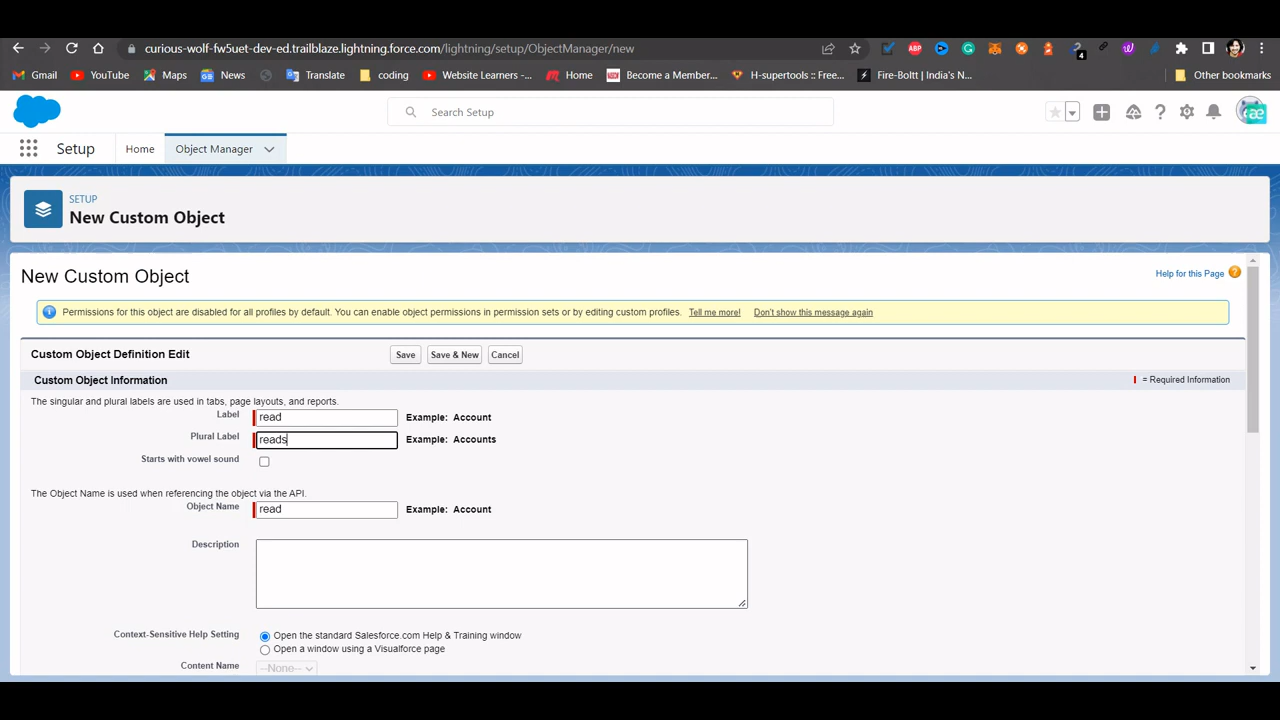 curious-wolf-fw5uet-dev-ed.trailblaze.lightning.force.com/lightning/setup/ObjectManager/new
ABP
4
Gmail
YouTube
Maps
News
Translate
coding
Website Learners -...
Home
Become a Member...
H-supertools :: Free...
Fire-Boltt | India's N...
Other bookmarks
Search Setup
ae
Setup
Home
Object Manager
SETUP
New Custom Object
New Custom Object
Help for this Page
Permissions for this object are disabled for all profiles by default. You can enable object permissions in permission sets or by editing custom profiles. Tell me more! Don't show this message again
Custom Object Definition Edit
Save
Save & New
Cancel
Custom Object Information
= Required Information
The singular and plural labels are used in tabs, page layouts, and reports.
Label read Example: Account
Plural Label reads Example: Accounts
Starts with vowel sound
The Object Name is used when referencing the object via the API.
Object Name read Example: Account
Description
Context-Sensitive Help Setting Open the standard Salesforce.com Help & Training window
Open a window using a Visualforce page
Content Name --None--